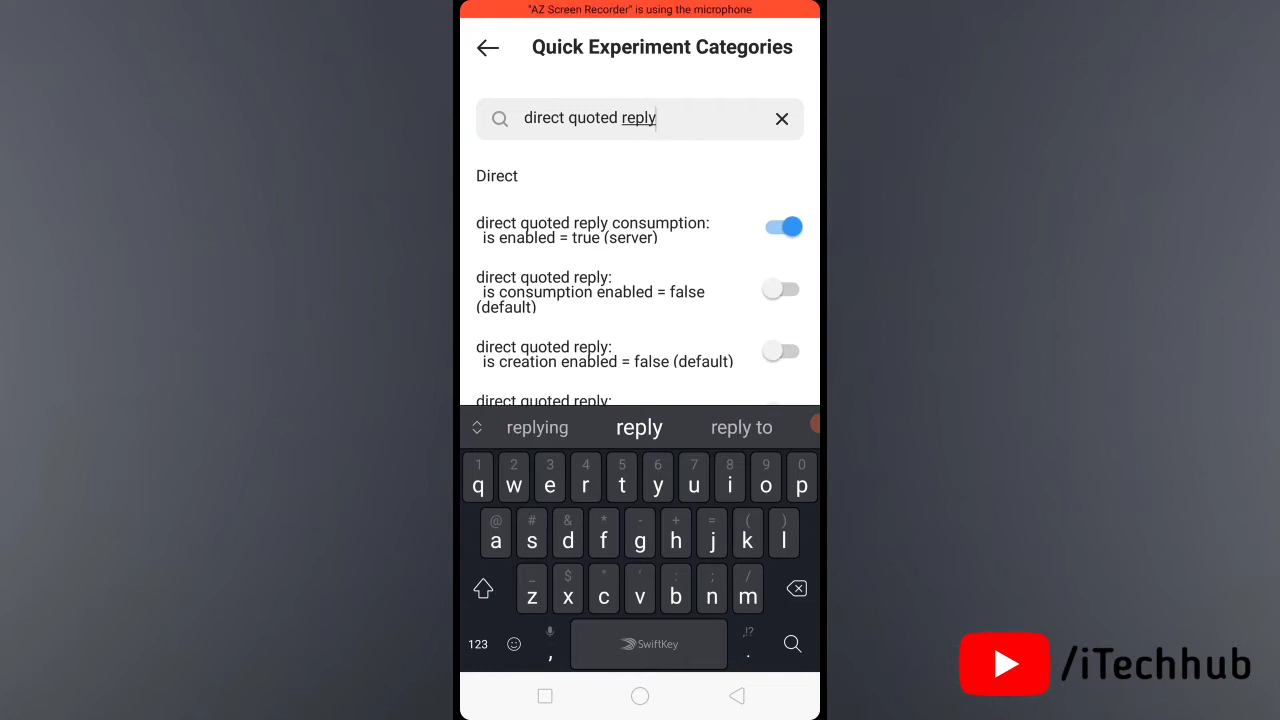 "AZ Screen Recorder" is using the microphone
Quick Experiment Categories
direct quoted reply
Direct
direct quoted reply consumption:
is enabled = true (server)
direct quoted reply:
is consumption enabled = false
(default)
direct quoted reply:
is creation enabled = false (default)
direct quoted reply:
replying reply reply to
1 2 3 4 5 6 7 8 9 0
q w e r t y u i o p
@ # & * - + = ( )
a s d f g h j k l
_ $ " ' : ; /
z x c v b n m
123 , SwiftKey ,!? .
/iTechhub